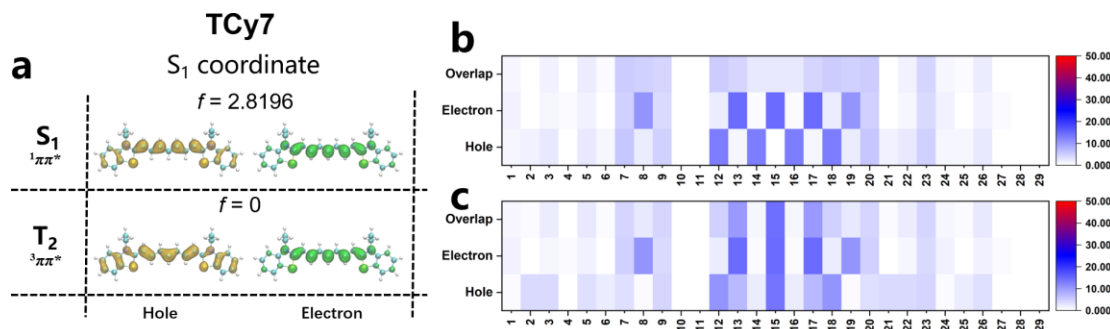 TCy7
a
S1 coordinate
f = 2.8196
S1
1ππ*
f = 0
T2
3ππ*
Hole Electron
b
Overlap
Electron
Hole
1 2 3 4 5 6 7 8 9 10 11 12 13 14 15 16 17 18 19 20 21 22 23 24 25 26 27 28 29
50.00
40.00
30.00
20.00
10.00
0.000
c
Overlap
Electron
Hole
1 2 3 4 5 6 7 8 9 10 11 12 13 14 15 16 17 18 19 20 21 22 23 24 25 26 27 28 29
50.00
40.00
30.00
20.00
10.00
0.000